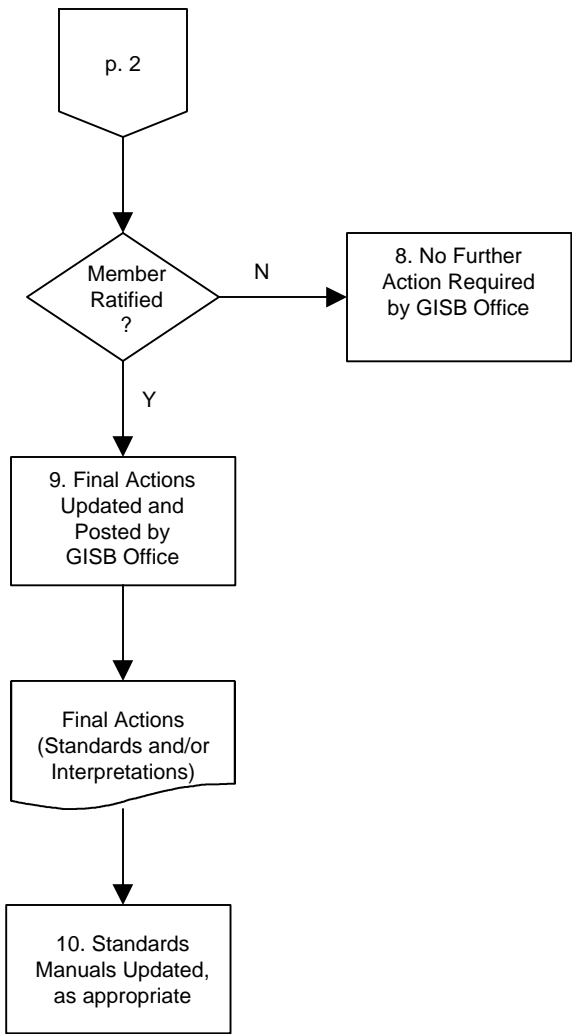 p. 2
Member
Ratified
?
N
8. No Further
Action Required
by GISB Office
Y
9. Final Actions
Updated and
Posted by
GISB Office
Final Actions
(Standards and/or
Interpretations)
10. Standards
Manuals Updated,
as appropriate